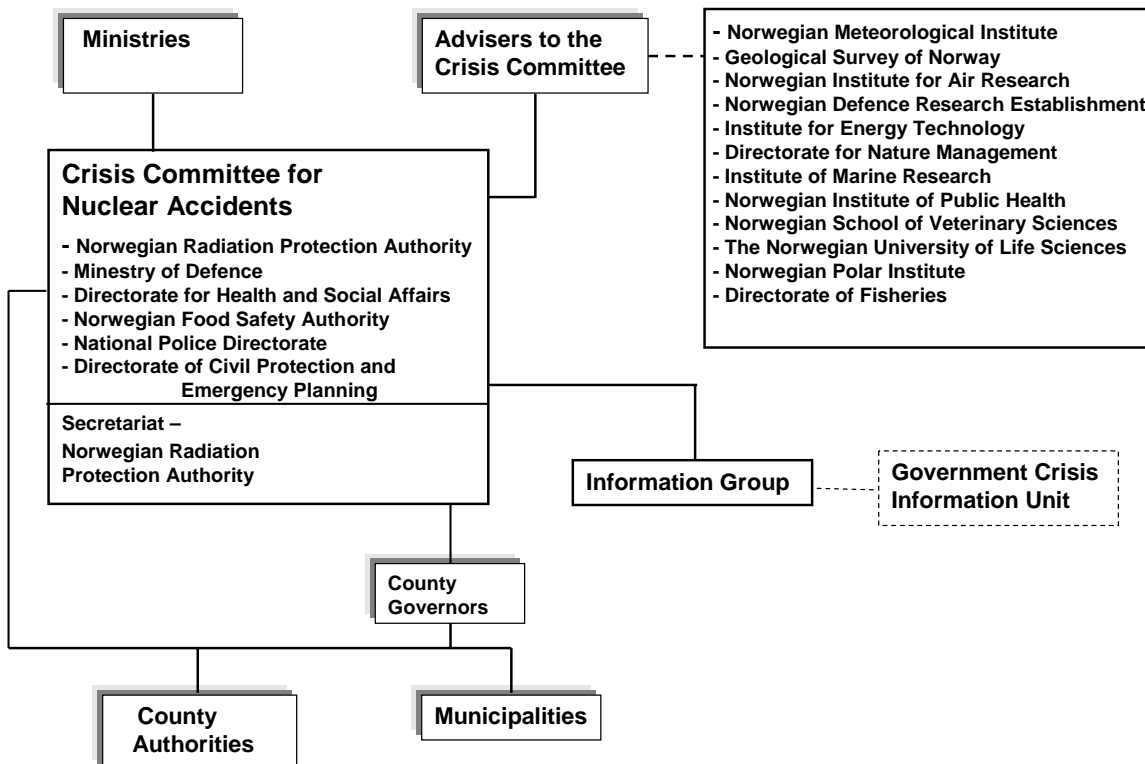 Ministries
Advisers to the
Crisis Committee
- Norwegian Meteorological Institute
- Geological Survey of Norway
- Norwegian Institute for Air Research
- Norwegian Defence Research Establishment
- Institute for Energy Technology
- Directorate for Nature Management
- Institute of Marine Research
- Norwegian Institute of Public Health
- Norwegian School of Veterinary Sciences
- The Norwegian University of Life Sciences
- Norwegian Polar Institute
- Directorate of Fisheries
Crisis Committee for
Nuclear Accidents
- Norwegian Radiation Protection Authority
- Minestry of Defence
- Directorate for Health and Social Affairs
- Norwegian Food Safety Authority
- National Police Directorate
- Directorate of Civil Protection and
Emergency Planning
Secretariat –
Norwegian Radiation
Protection Authority
Information Group
Government Crisis
Information Unit
County
Governors
County
Authorities
Municipalities